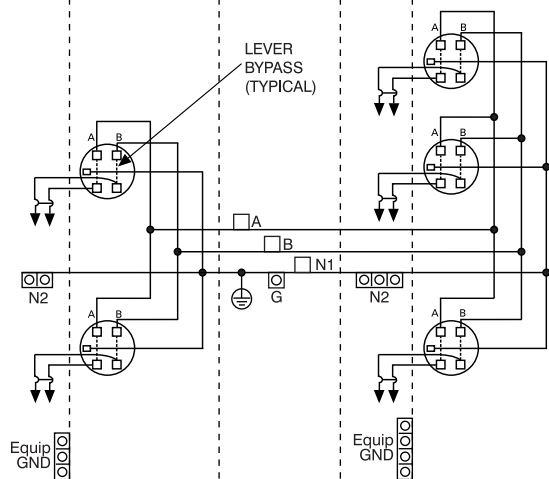 A B
LEVER
BYPASS
(TYPICAL)
A B
A B
A
B
N1
N2
G
N2
A B
A B
Equip
GND
Equip
GND